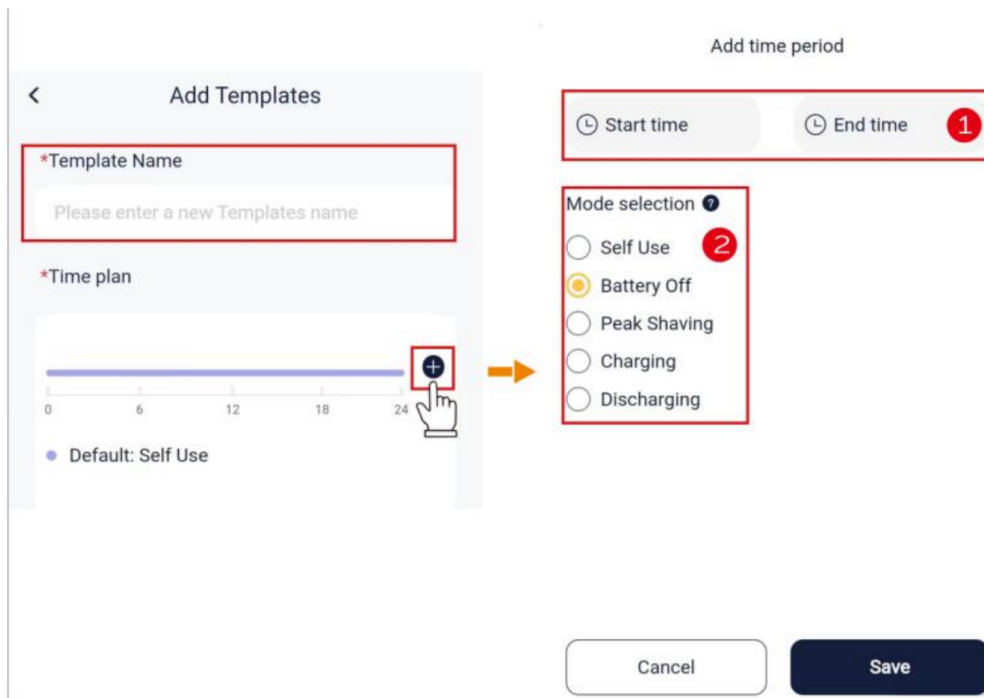 Add Templates
*Template Name
Please enter a new Templates name
*Time plan
0 6 12 18 24
Default: Self Use
Add time period
Start time End time 1
Mode selection ?
2
Self Use
Battery Off
Peak Shaving
Charging
Discharging
Cancel Save